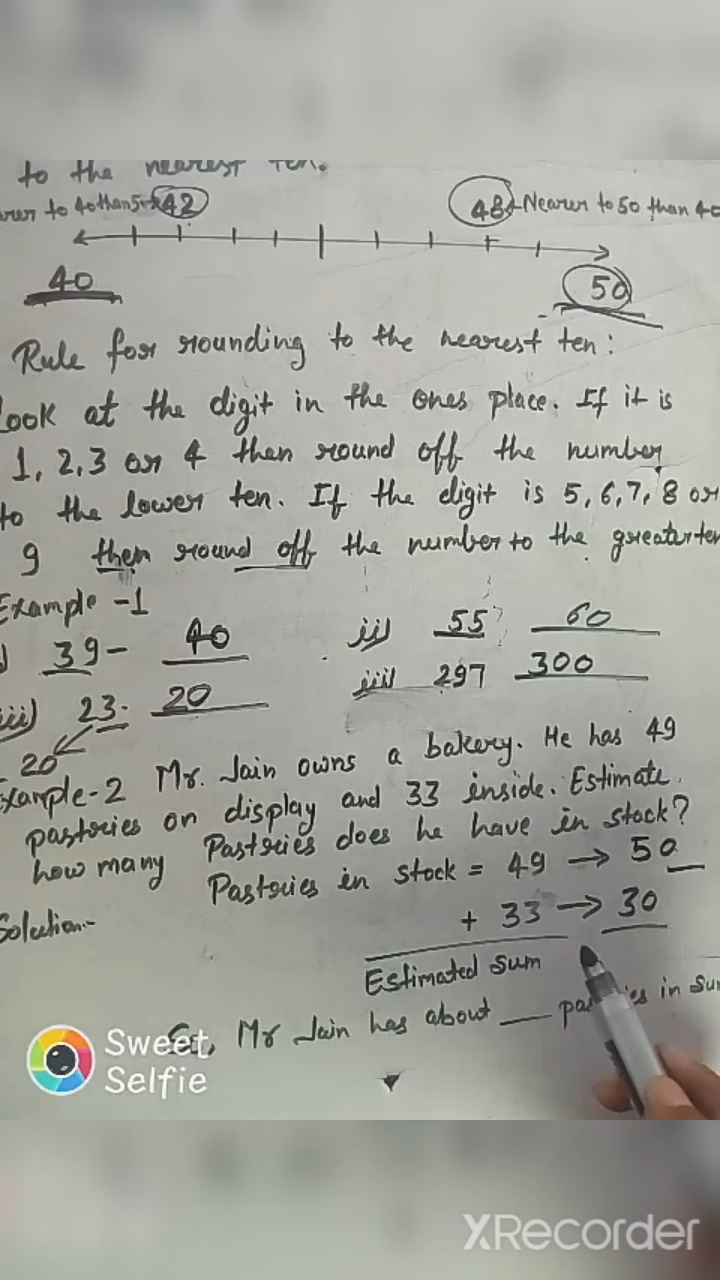 to the nearest ten.
to 40 than 50 42
48 Nearer to 50 than 40
40
50
Rule for rounding to the nearest ten:
Look at the digit in the ones place. If it is
1, 2, 3 or 4 then round off the number
to the lower ten. If the digit is 5, 6, 7, 8 or
9 then round off the number to the greater ten
Example -1
39- 40
ii) 55 60
iii) 23- 20
iiii) 297 300
20
Example-2 Mr. Jain owns a bakery. He has 49
pastries on display and 33 inside. Estimate
how many Pastries does he have in stock?
Solution- Pastries in stock = 49 → 50
+ 33 → 30
Estimated Sum
So, Mr Jain has about ___ in
Sweet
Selfie
XRecorder